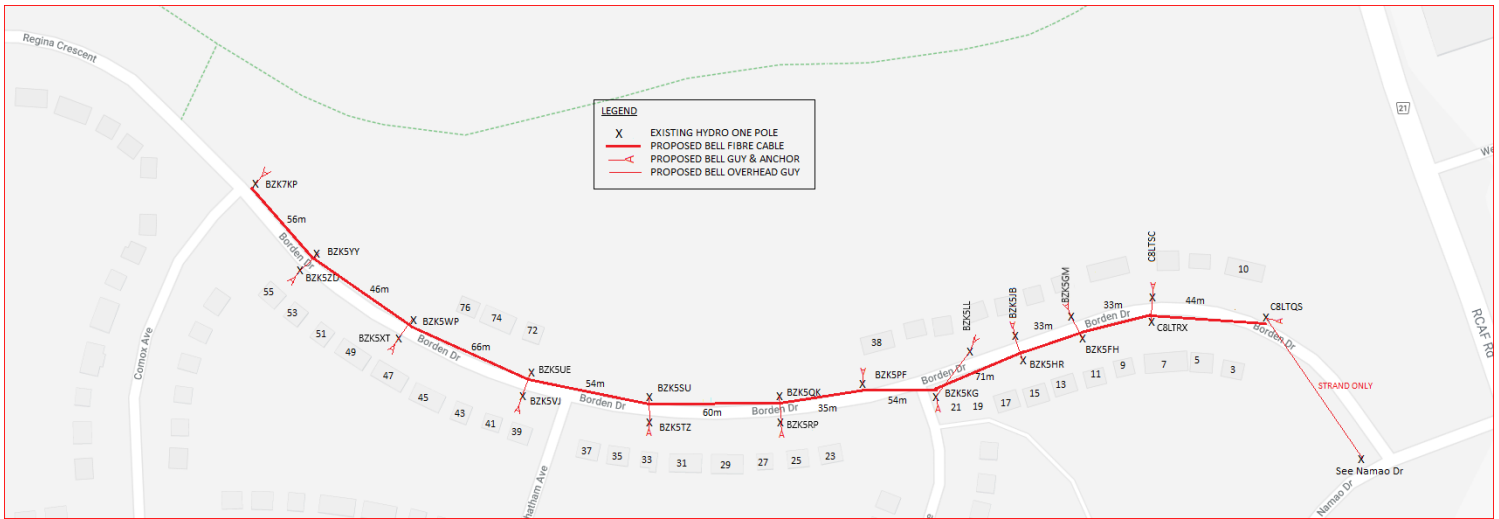 Regina Crescent
21
We
LEGEND
X EXISTING HYDRO ONE POLE
PROPOSED BELL FIBRE CABLE
A PROPOSED BELL GUY & ANCHOR
PROPOSED BELL OVERHEAD GUY
X BZK7KP
56m
Borden Dr
X BZK5YY
X BZK5ZD
46m
55
53
51
49
47
45
43
41
39
76
74
72
X BZK5WP
X BZK5XT
Borden Dr
66m
X BZK5UE
X BZK5VJ
54m
Borden Dr
X BZK5SU
X BZK5TZ
60m
Borden Dr
X BZK5QK
X BZK5RP
35m
37
35
33
31
29
27
25
23
38
X BZK5PF
54m
Borden Dr
X BZK5LL
X BZK5KG
71m
21
19
17
15
13
11
9
7
5
3
X BZK5JB
X BZK5HR
33m
X BZK5GM
X BZK5FH
33m
Borden Dr
X C8LTSC
X C8LTRX
44m
10
X C8LTQS
Borden Dr
STRAND ONLY
X
See Namao Dr
Namao Dr
RCAF Rd
Comox Ave
hatham Ave